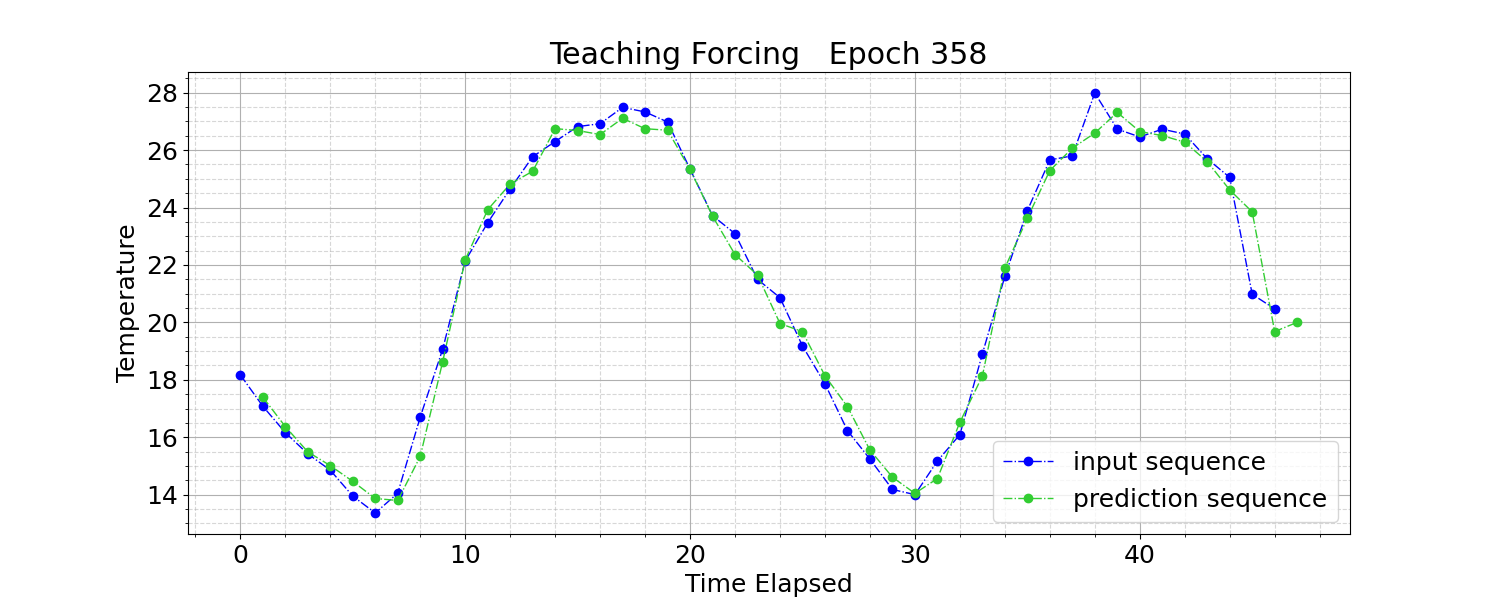 Teaching Forcing   Epoch 358
28
26
24
22
20
18
16
14
Temperature
input sequence
prediction sequence
0 10 20 30 40
Time Elapsed